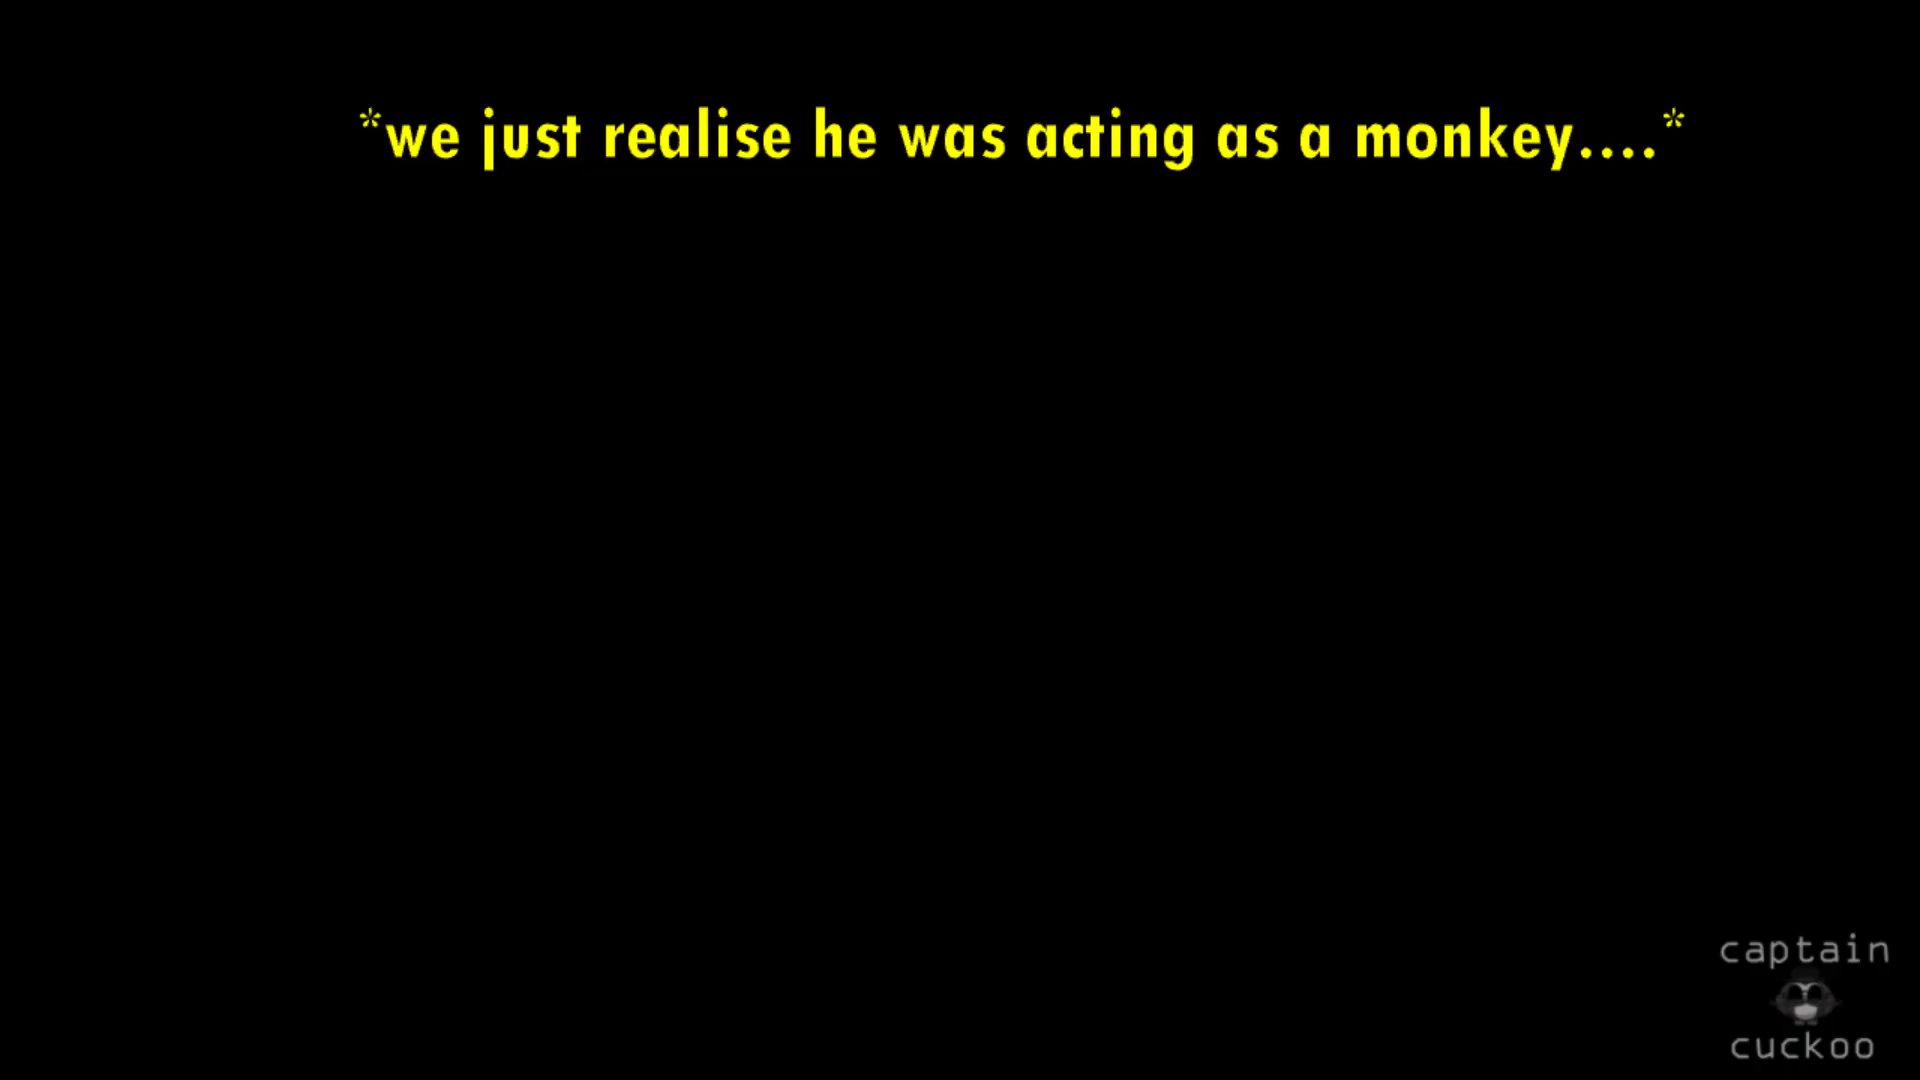 *we just realise he was acting as a monkey....*
captain
cuckoo